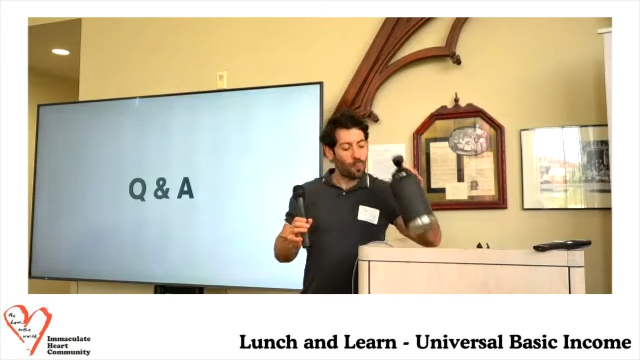 Q & A
Immaculate
Heart
Community
Lunch and Learn - Universal Basic Income